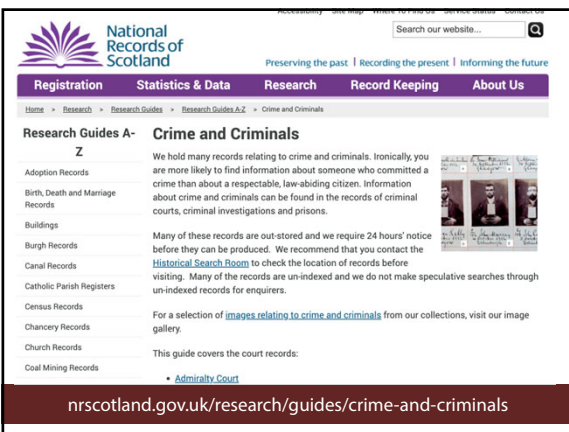 Accessibility Site Map Where To Find Us Service Status Contact Us
National
Records of
Scotland
Search our website...
Preserving the past | Recording the present | Informing the future
Registration Statistics & Data Research Record Keeping About Us
Home > Research > Research Guides > Research Guides A-Z > Crime and Criminals
Research Guides A-
Z
Adoption Records
Birth, Death and Marriage
Records
Buildings
Burgh Records
Canal Records
Catholic Parish Registers
Census Records
Chancery Records
Church Records
Coal Mining Records
Crime and Criminals
We hold many records relating to crime and criminals. Ironically, you
are more likely to find information about someone who committed a
crime than about a respectable, law-abiding citizen. Information
about crime and criminals can be found in the records of criminal
courts, criminal investigations and prisons.
Many of these records are out-stored and we require 24 hours' notice
before they can be produced. We recommend that you contact the
Historical Search Room to check the location of records before
visiting. Many of the records are un-indexed and we do not make speculative searches through
un-indexed records for enquirers.
For a selection of images relating to crime and criminals from our collections, visit our image
gallery.
This guide covers the court records:
• Admiralty Court
nrscotland.gov.uk/research/guides/crime-and-criminals